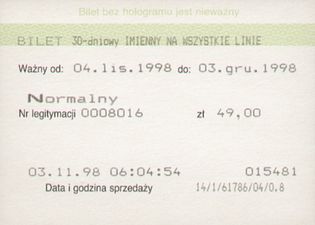 Bilet bez hologramu jest nieważny
BILET 30-dniowy IMIENNY NA WSZYSTKIE LINIE
Ważny od: 04.lis.1998 do: 03.gru.1998
Normalny
Nr legitymacji 0008016 zł 49,00
03.11.98 06:04:54 015481
Data i godzina sprzedaży 14/1/61786/04/0.8